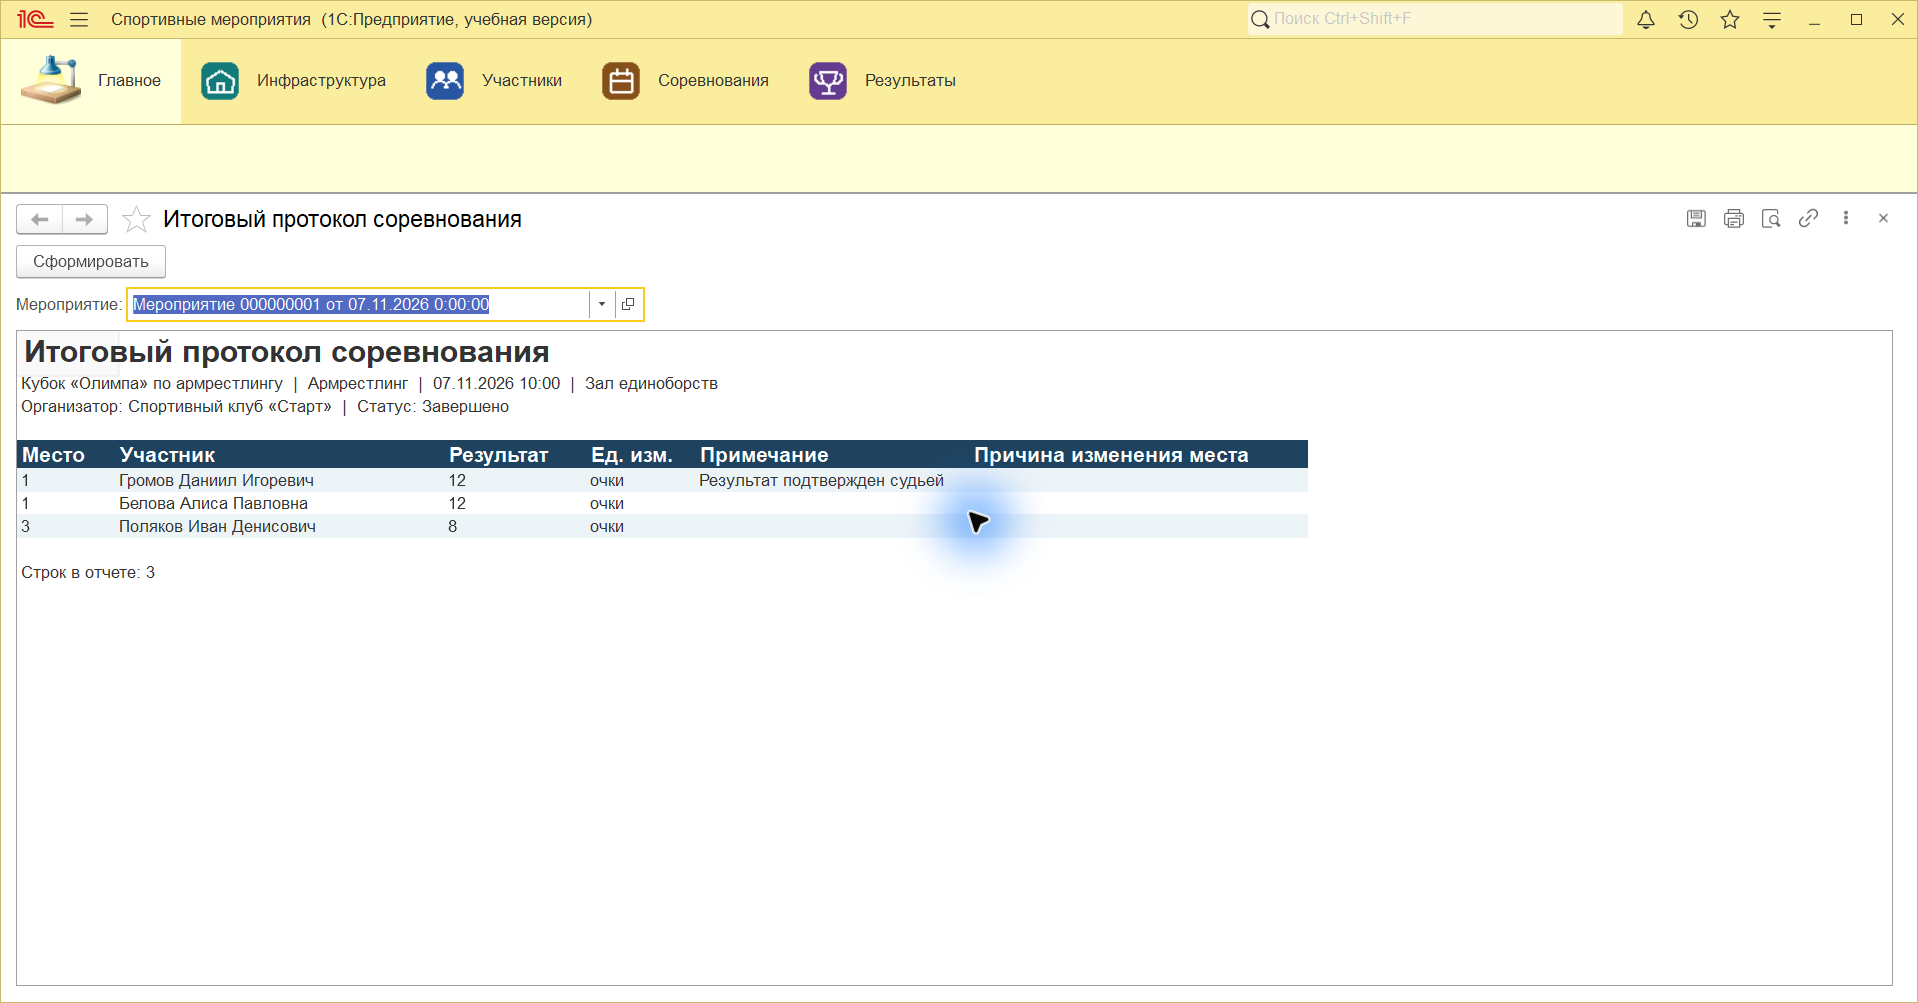 1С Спортивные мероприятия (1С:Предприятие, учебная версия) Поиск Ctrl+Shift+F
Главное Инфраструктура Участники Соревнования Результаты
Итоговый протокол соревнования
Сформировать
Мероприятие: Мероприятие 000000001 от 07.11.2026 0:00:00
Итоговый протокол соревнования
Кубок «Олимпа» по армрестлингу | Армрестлинг | 07.11.2026 10:00 | Зал единоборств
Организатор: Спортивный клуб «Старт» | Статус: Завершено
Место Участник Результат Ед. изм. Примечание Причина изменения места
1 Громов Даниил Игоревич 12 очки Результат подтвержден судьей
1 Белова Алиса Павловна 12 очки
3 Поляков Иван Денисович 8 очки
Строк в отчете: 3